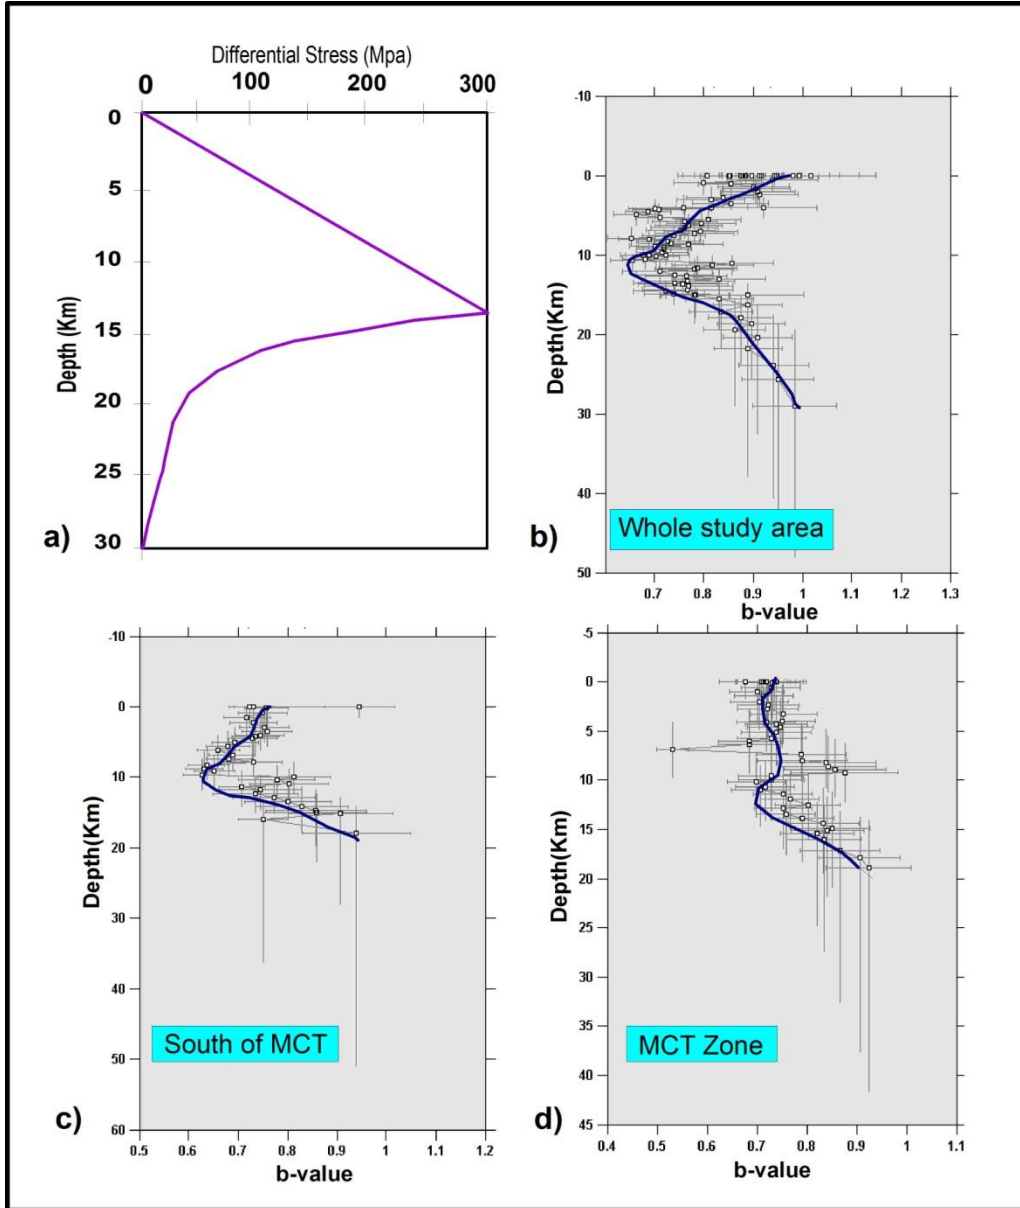 Differential Stress (Mpa)
0 100 200 300
0
5
10
15
20
25
30
Depth (Km)
a)
-10
0
10
20
30
40
50
Depth(Km)
Whole study area
b)
0.7 0.8 0.9 1 1.1 1.2 1.3
b-value
-10
0
10
20
30
40
50
60
Depth(Km)
South of MCT
c)
0.5 0.6 0.7 0.8 0.9 1 1.1 1.2
b-value
-5
0
5
10
15
20
25
30
35
40
45
Depth(Km)
MCT Zone
d)
0.4 0.5 0.6 0.7 0.8 0.9 1 1.1
b-value